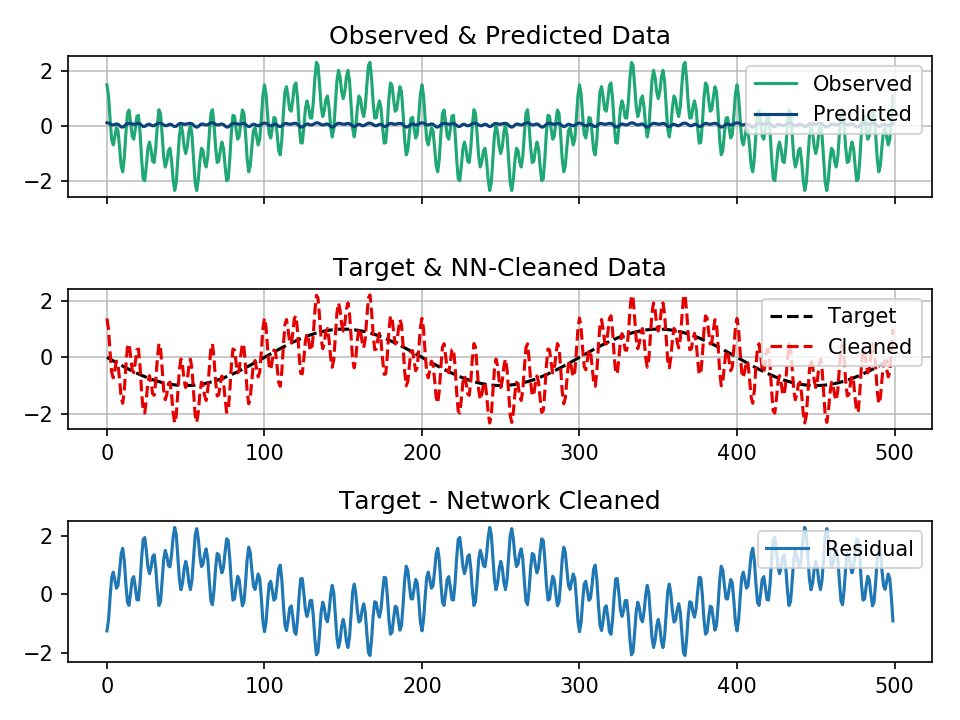 Observed & Predicted Data
2
0
−2
Observed
Predicted
Target & NN-Cleaned Data
2
0
−2
Target
Cleaned
0 100 200 300 400 500
Target - Network Cleaned
2
0
−2
Residual
0 100 200 300 400 500